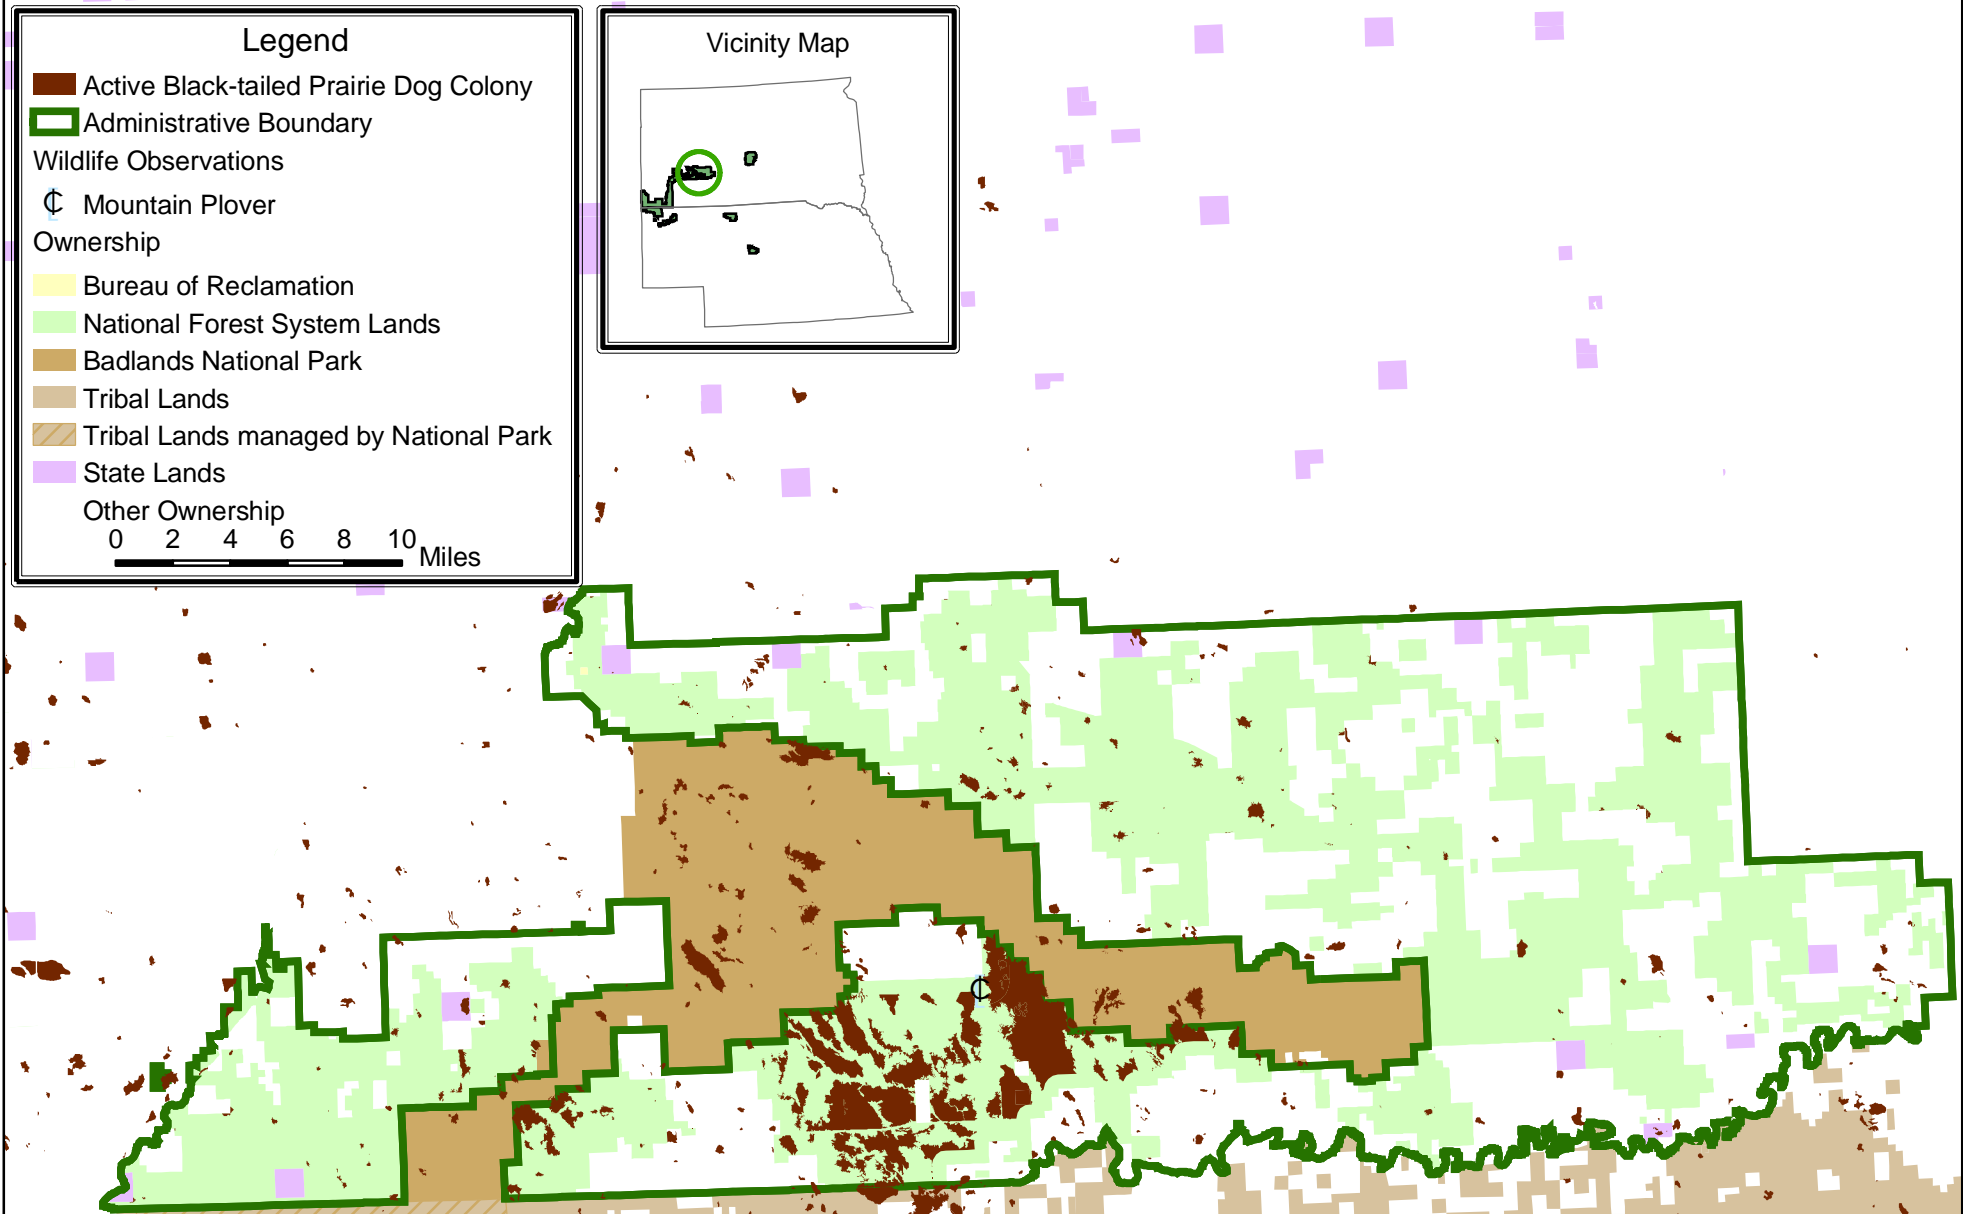 Legend
Active Black-tailed Prairie Dog Colony
Administrative Boundary
Wildlife Observations
₵ Mountain Plover
Ownership
Bureau of Reclamation
National Forest System Lands
Badlands National Park
Tribal Lands
Tribal Lands managed by National Park
State Lands
Other Ownership
0 2 4 6 8 10
Miles
Vicinity Map
₵